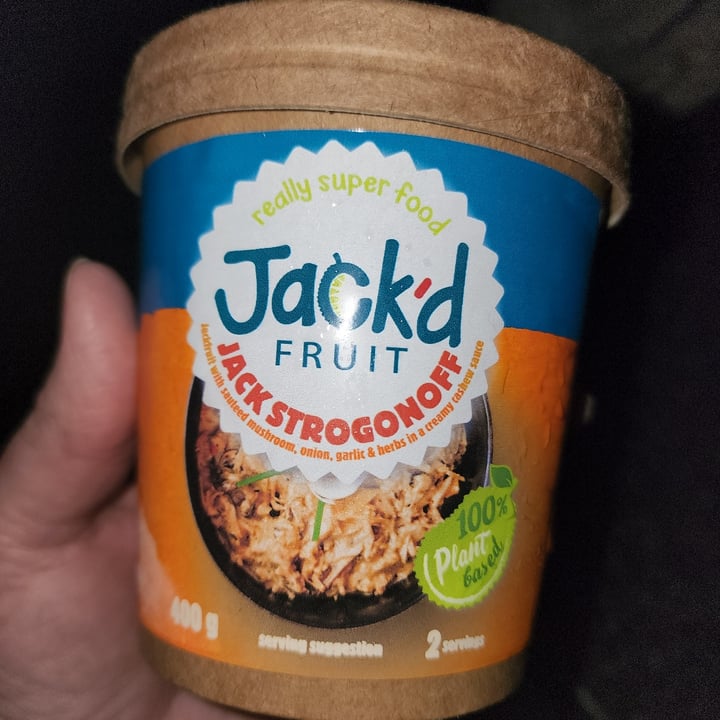 really super food
Jack'd
FRUIT
JACK STROGONOFF
Jackfruit with sauteed mushroom, onion, garlic & herbs in a creamy cashew sauce
100%
Plant
based
400 g
serving suggestion
2 servings